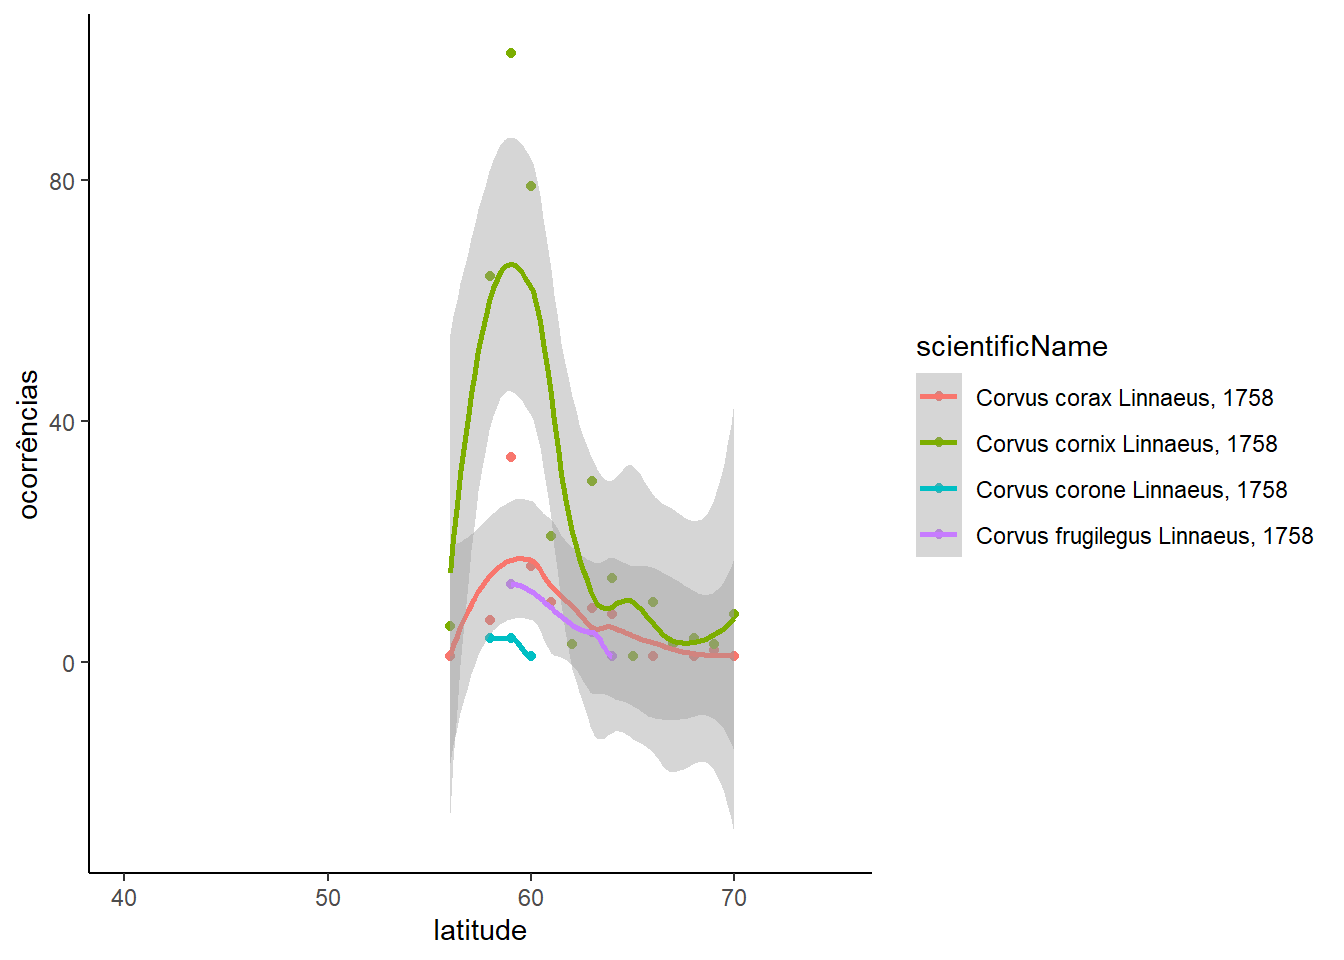 80
40
0
ocorrências
40 50 60 70
latitude
scientificName
Corvus corax Linnaeus, 1758
Corvus cornix Linnaeus, 1758
Corvus corone Linnaeus, 1758
Corvus frugilegus Linnaeus, 1758